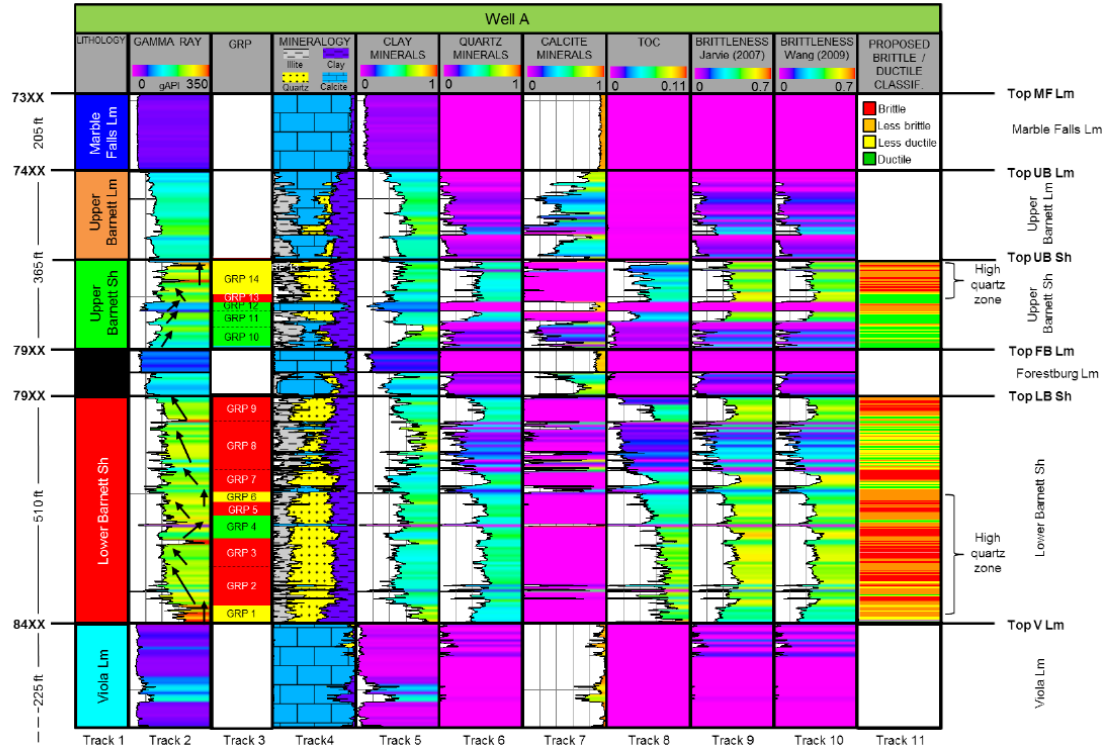 Well A
LITHOLOGY
GAMMA RAY
0 gAPI 350
GRP
MINERALOGY
Illite
Clay
Quartz
Calcite
CLAY
MINERALS
0 1
QUARTZ
MINERALS
0 1
CALCITE
MINERALS
0 1
TOC
0 0.11
BRITTLENESS
Jarvie (2007)
0 0.7
BRITTLENESS
Wang (2009)
0 0.7
PROPOSED
BRITTLE /
DUCTILE
CLASSIF.
Brittle
Less brittle
Less ductile
Ductile
73XX
205 ft
74XX
365 ft
79XX
79XX
510 ft
84XX
225 ft
Marble
Falls Lm
Upper
Barnett Lm
Upper
Barnett Sh
Lower Barnett Sh
Viola Lm
GRP 14
GRP 13
GRP 12
GRP 11
GRP 10
GRP 9
GRP 8
GRP 7
GRP 6
GRP 5
GRP 4
GRP 3
GRP 2
GRP 1
Top MF Lm
Marble Falls Lm
Top UB Lm
Upper
Barnett Lm
Top UB Sh
High
quartz
zone
Upper
Barnett Sh
Top FB Lm
Forestburg Lm
Top LB Sh
Lower Barnett Sh
High
quartz
zone
Top V Lm
Viola Lm
Track 1
Track 2
Track 3
Track4
Track 5
Track 6
Track 7
Track 8
Track 9
Track 10
Track 11